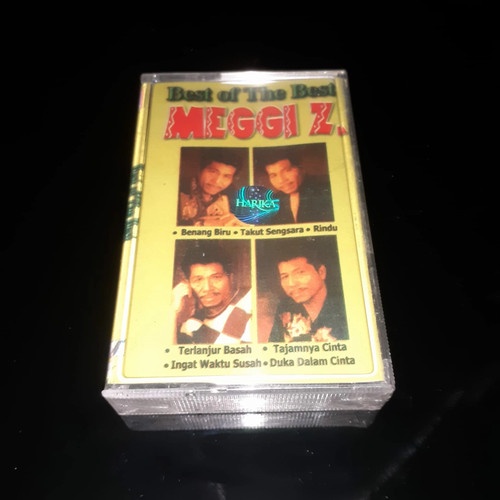 Best of The Best
MEGGI Z.
HARIKA
• Benang Biru • Takut Sengsara • Rindu
• Terlanjur Basah • Tajamnya Cinta
• Ingat Waktu Susah • Duka Dalam Cinta